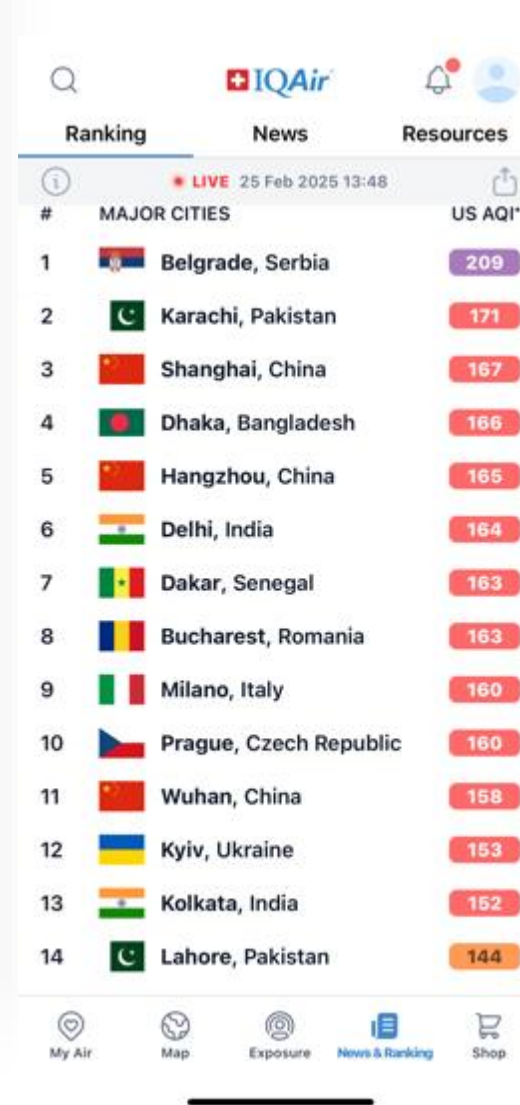 IQAir
Ranking News Resources
LIVE 25 Feb 2025 13:48
# MAJOR CITIES US AQI*
1 Belgrade, Serbia 209
2 Karachi, Pakistan 171
3 Shanghai, China 167
4 Dhaka, Bangladesh 166
5 Hangzhou, China 165
6 Delhi, India 164
7 Dakar, Senegal 163
8 Bucharest, Romania 163
9 Milano, Italy 160
10 Prague, Czech Republic 160
11 Wuhan, China 158
12 Kyiv, Ukraine 153
13 Kolkata, India 152
14 Lahore, Pakistan 144
My Air Map Exposure News & Ranking Shop